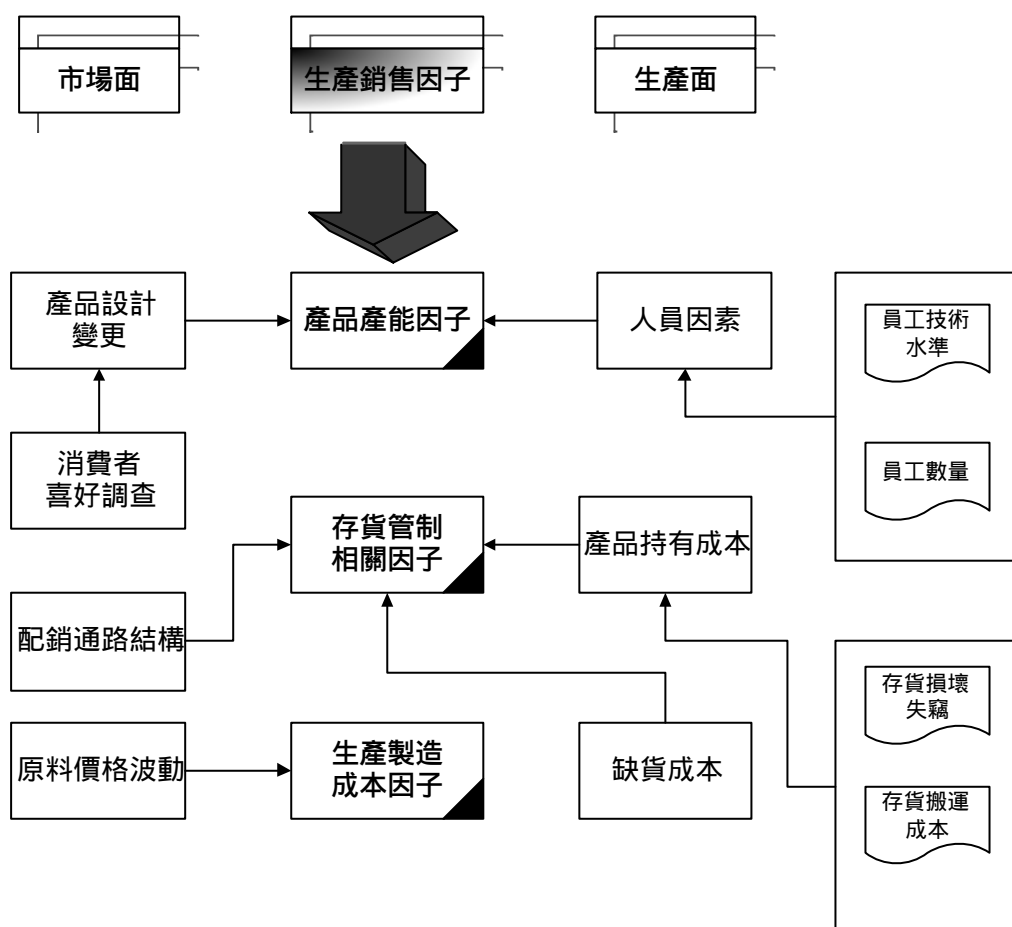 市場面
生產銷售因子
生產面
產品設計
變更
產品產能因子
人員因素
員工技術
水準
消費者
喜好調查
員工數量
存貨管制
相關因子
產品持有成本
配銷通路結構
存貨損壞
失竊
原料價格波動
生產製造
成本因子
缺貨成本
存貨搬運
成本